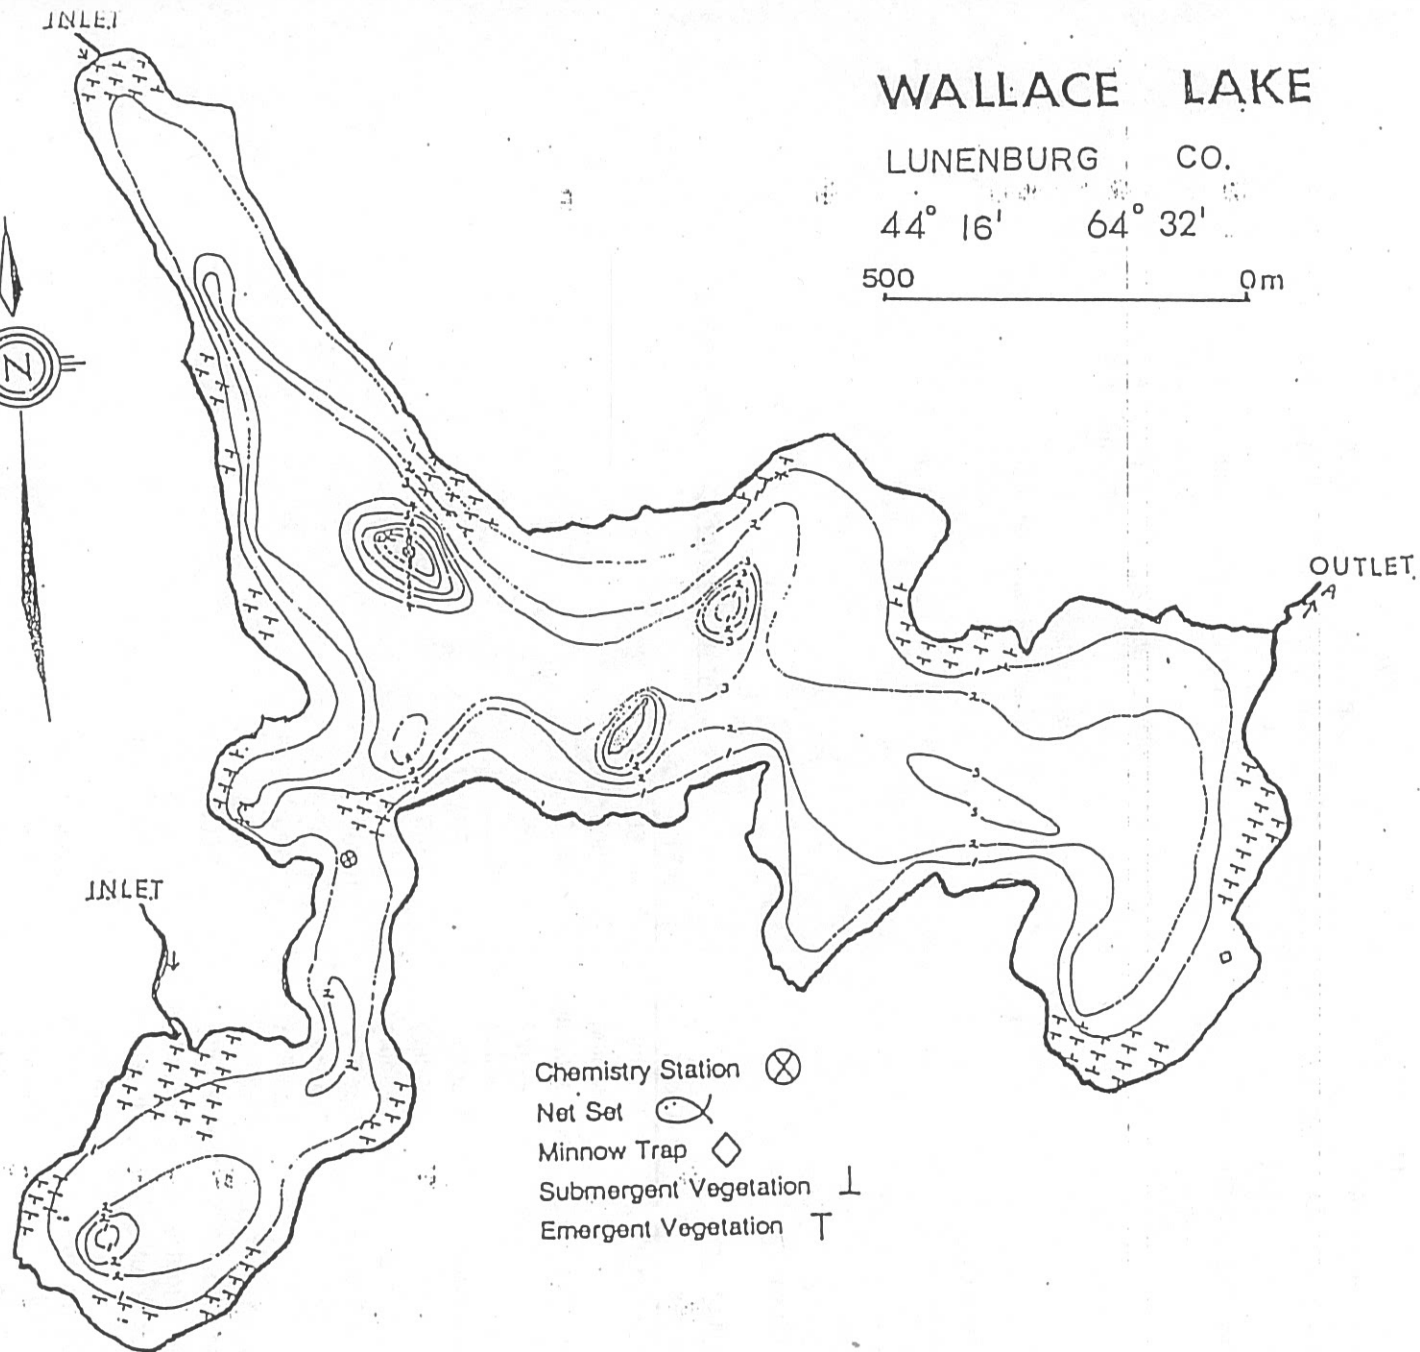 INLET
WALLACE LAKE
LUNENBURG CO.
44° 16' 64° 32'
500 0m
N
OUTLET
INLET
Chemistry Station
Net Set
Minnow Trap
Submergent Vegetation ⊥
Emergent Vegetation T